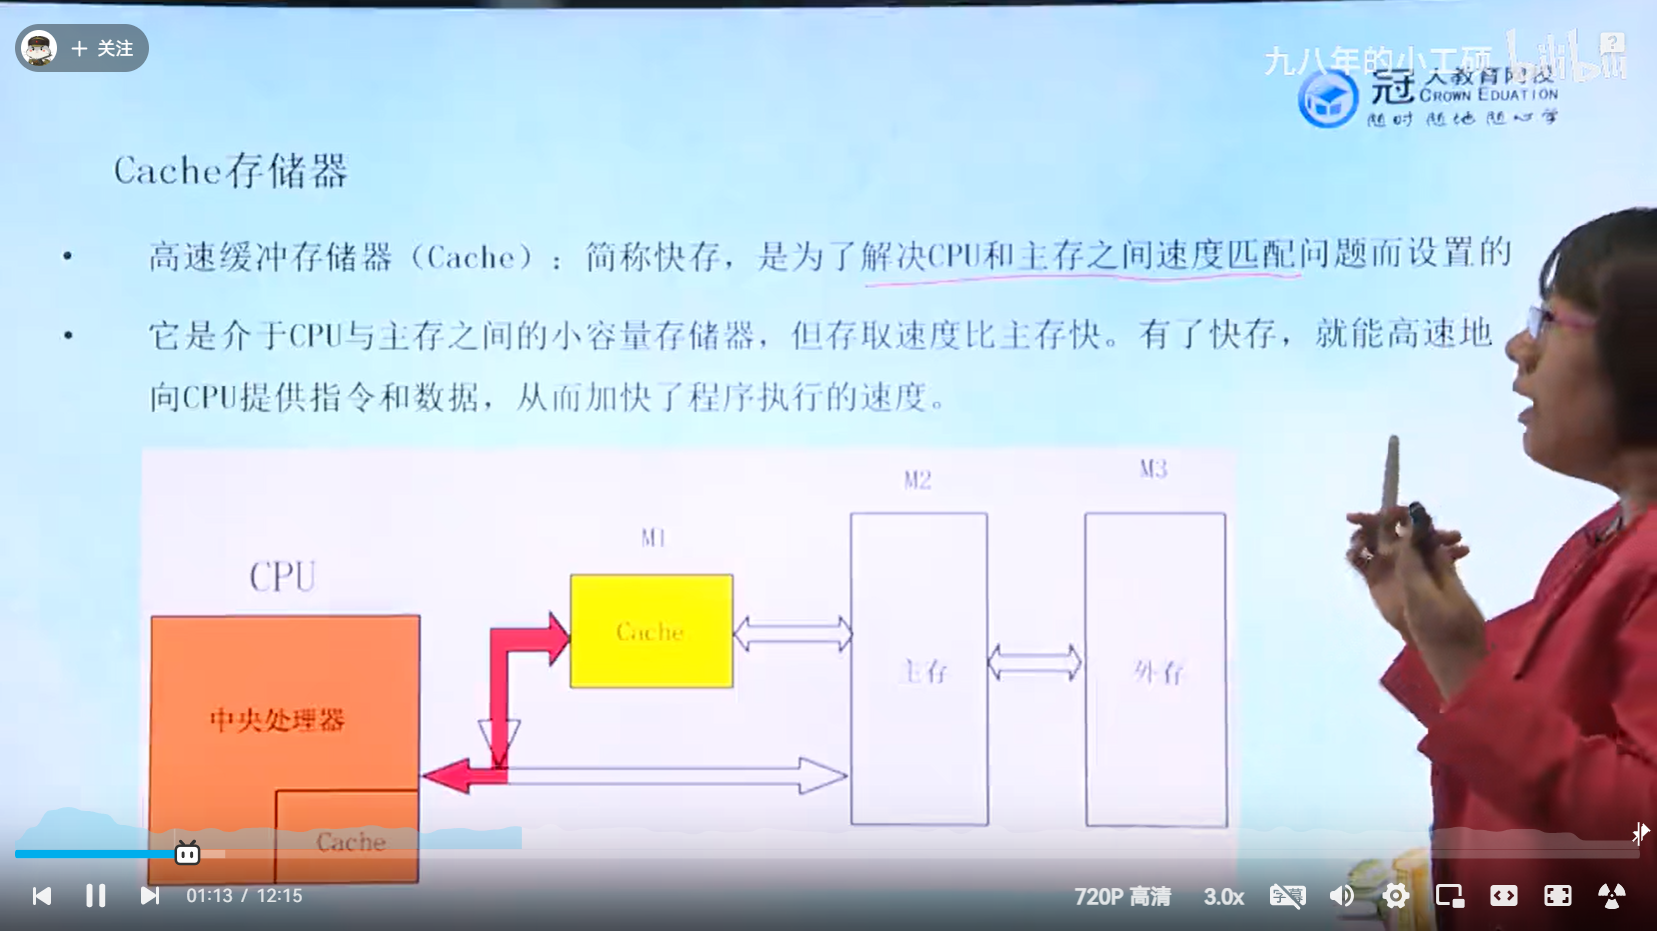 + 关注
九八年的小工硕
bilibili
冠
CROWN EDUATION
随时 随地 随心学
Cache存储器
• 高速缓冲存储器（Cache）：简称快存，是为了解决CPU和主存之间速度匹配问题而设置的
• 它是介于CPU与主存之间的小容量存储器，但存取速度比主存快。有了快存，就能高速地
向CPU提供指令和数据，从而加快了程序执行的速度。
M2
M3
M1
CPU
Cache
主存
外存
中央处理器
Cache
01:13 / 12:15
720P 高清
3.0x
字幕